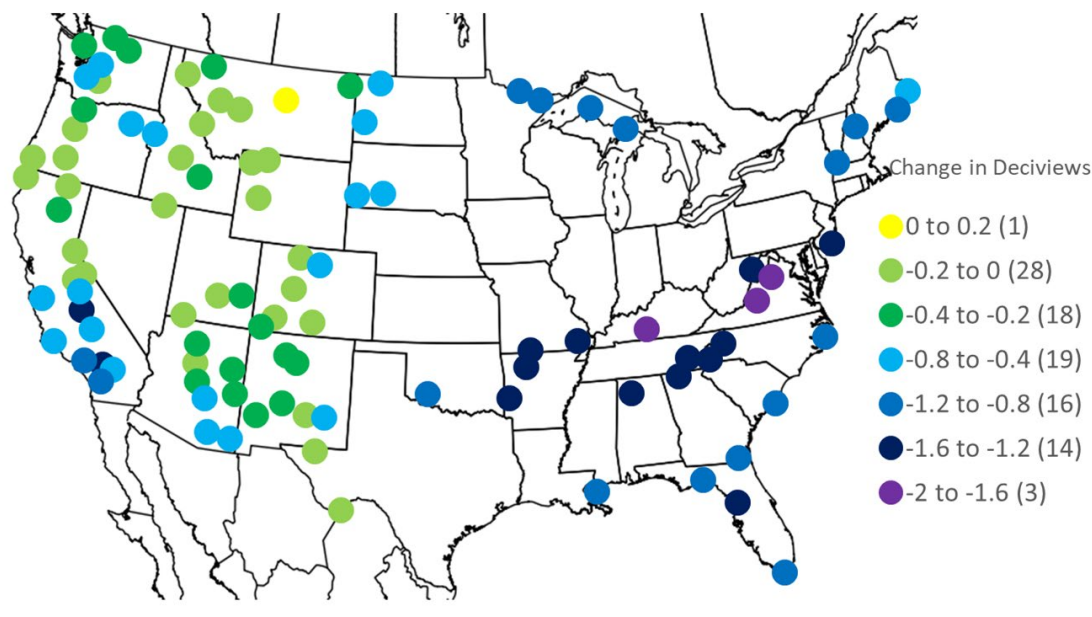 Change in Deciviews
0 to 0.2 (1)
-0.2 to 0 (28)
-0.4 to -0.2 (18)
-0.8 to -0.4 (19)
-1.2 to -0.8 (16)
-1.6 to -1.2 (14)
-2 to -1.6 (3)